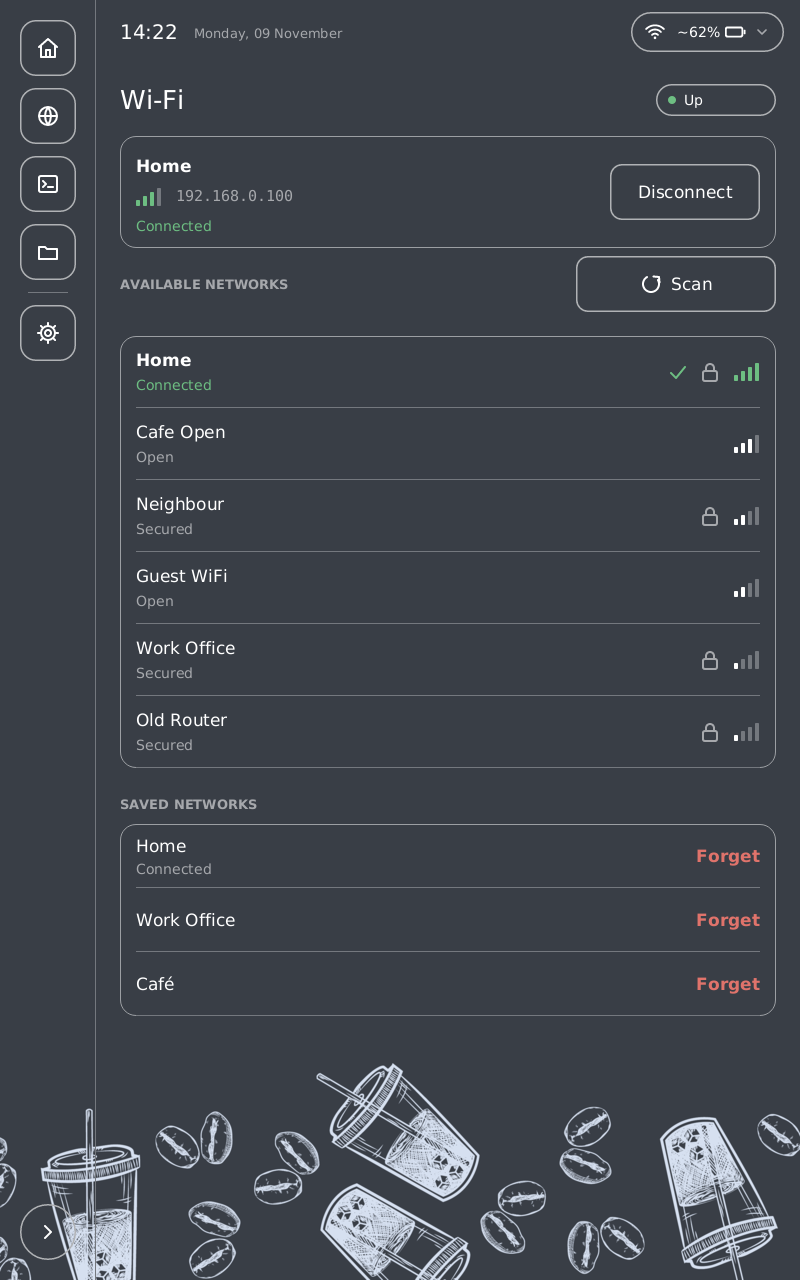 14:22 Monday, 09 November ~62%
Wi-Fi Up
Home
192.168.0.100
Connected
Disconnect
AVAILABLE NETWORKS Scan
Home
Connected
Cafe Open
Open
Neighbour
Secured
Guest WiFi
Open
Work Office
Secured
Old Router
Secured
SAVED NETWORKS
Home
Connected
Forget
Work Office Forget
Café Forget